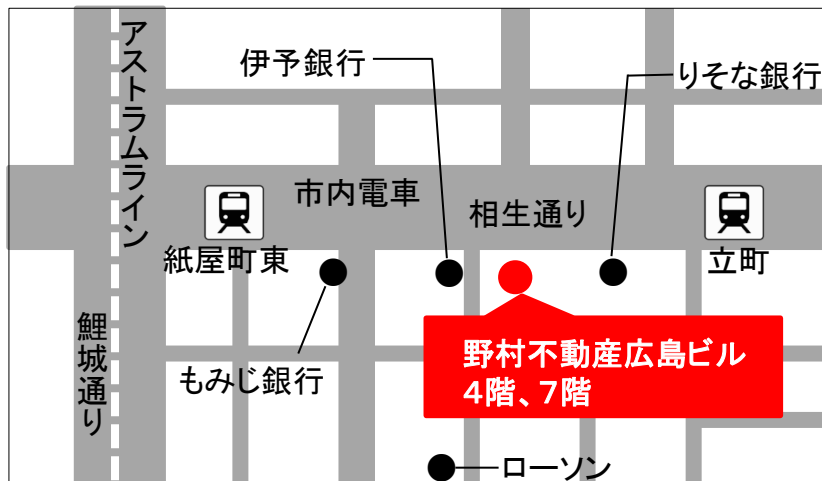 アストラムライン
伊予銀行
りそな銀行
市内電車
相生通り
紙屋町東
立町
鯉城通り
もみじ銀行
野村不動産広島ビル
4階、7階
ローソン